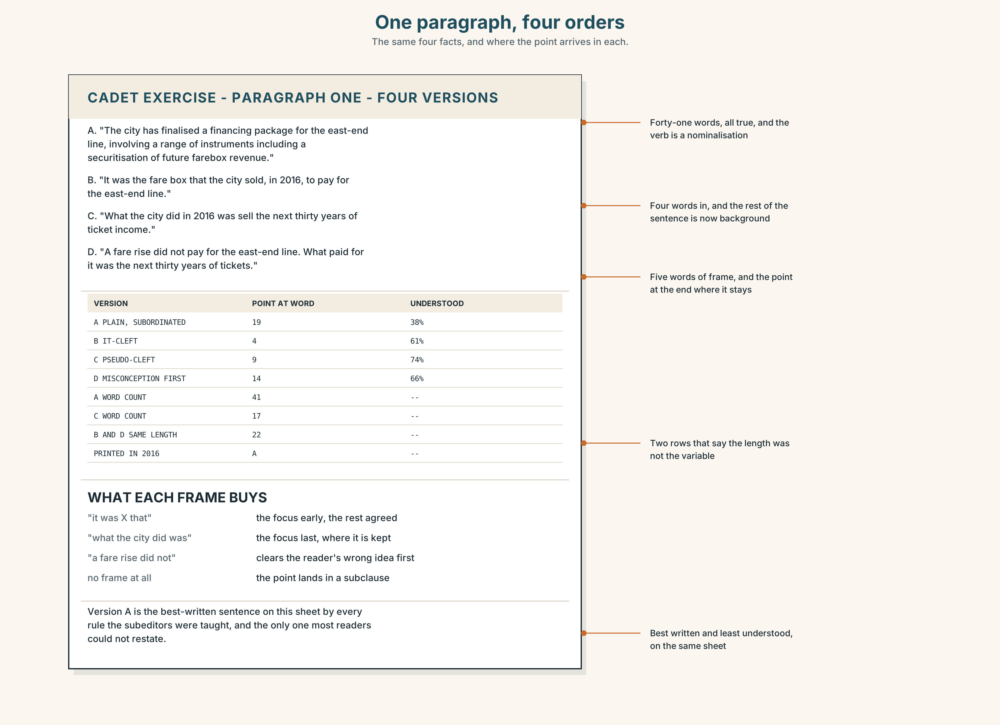 One paragraph, four orders
The same four facts, and where the point arrives in each.
CADET EXERCISE - PARAGRAPH ONE - FOUR VERSIONS
A. "The city has finalised a financing package for the east-end
line, involving a range of instruments including a
securitisation of future farebox revenue."
B. "It was the fare box that the city sold, in 2016, to pay for
the east-end line."
C. "What the city did in 2016 was sell the next thirty years of
ticket income."
D. "A fare rise did not pay for the east-end line. What paid for
it was the next thirty years of tickets."
Forty-one words, all true, and the
verb is a nominalisation
Four words in, and the rest of the
sentence is now background
Five words of frame, and the point
at the end where it stays
VERSION POINT AT WORD UNDERSTOOD
A PLAIN, SUBORDINATED 19 38%
B IT-CLEFT 4 61%
C PSEUDO-CLEFT 9 74%
D MISCONCEPTION FIRST 14 66%
A WORD COUNT 41 --
C WORD COUNT 17 --
B AND D SAME LENGTH 22 --
PRINTED IN 2016 A --
Two rows that say the length was
not the variable
WHAT EACH FRAME BUYS
"it was X that" the focus early, the rest agreed
"what the city did was" the focus last, where it is kept
"a fare rise did not" clears the reader's wrong idea first
no frame at all the point lands in a subclause
Version A is the best-written sentence on this sheet by every
rule the subeditors were taught, and the only one most readers
could not restate.
Best written and least understood,
on the same sheet